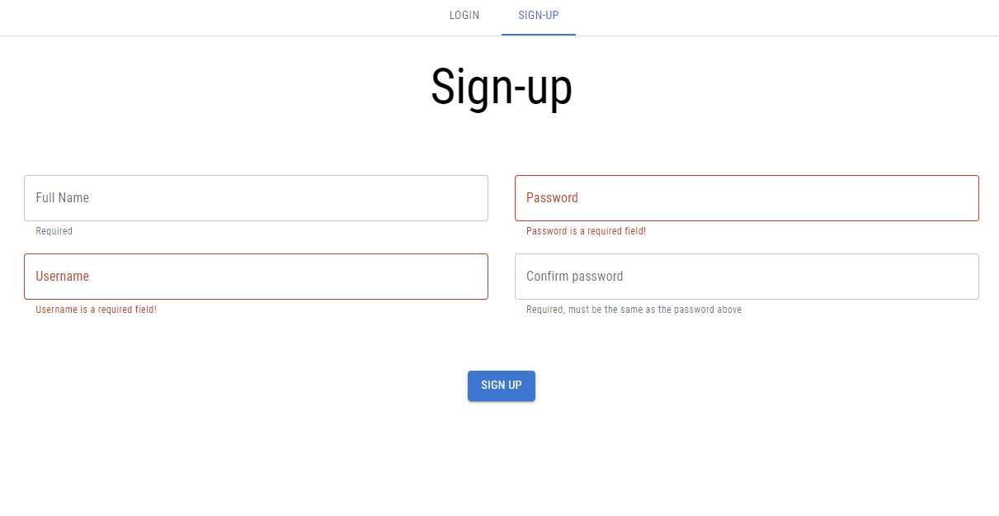 LOGIN
SIGN-UP
Sign-up
Full Name
Required
Username
Username is a required field!
Password
Password is a required field!
Confirm password
Required, must be the same as the password above
SIGN UP